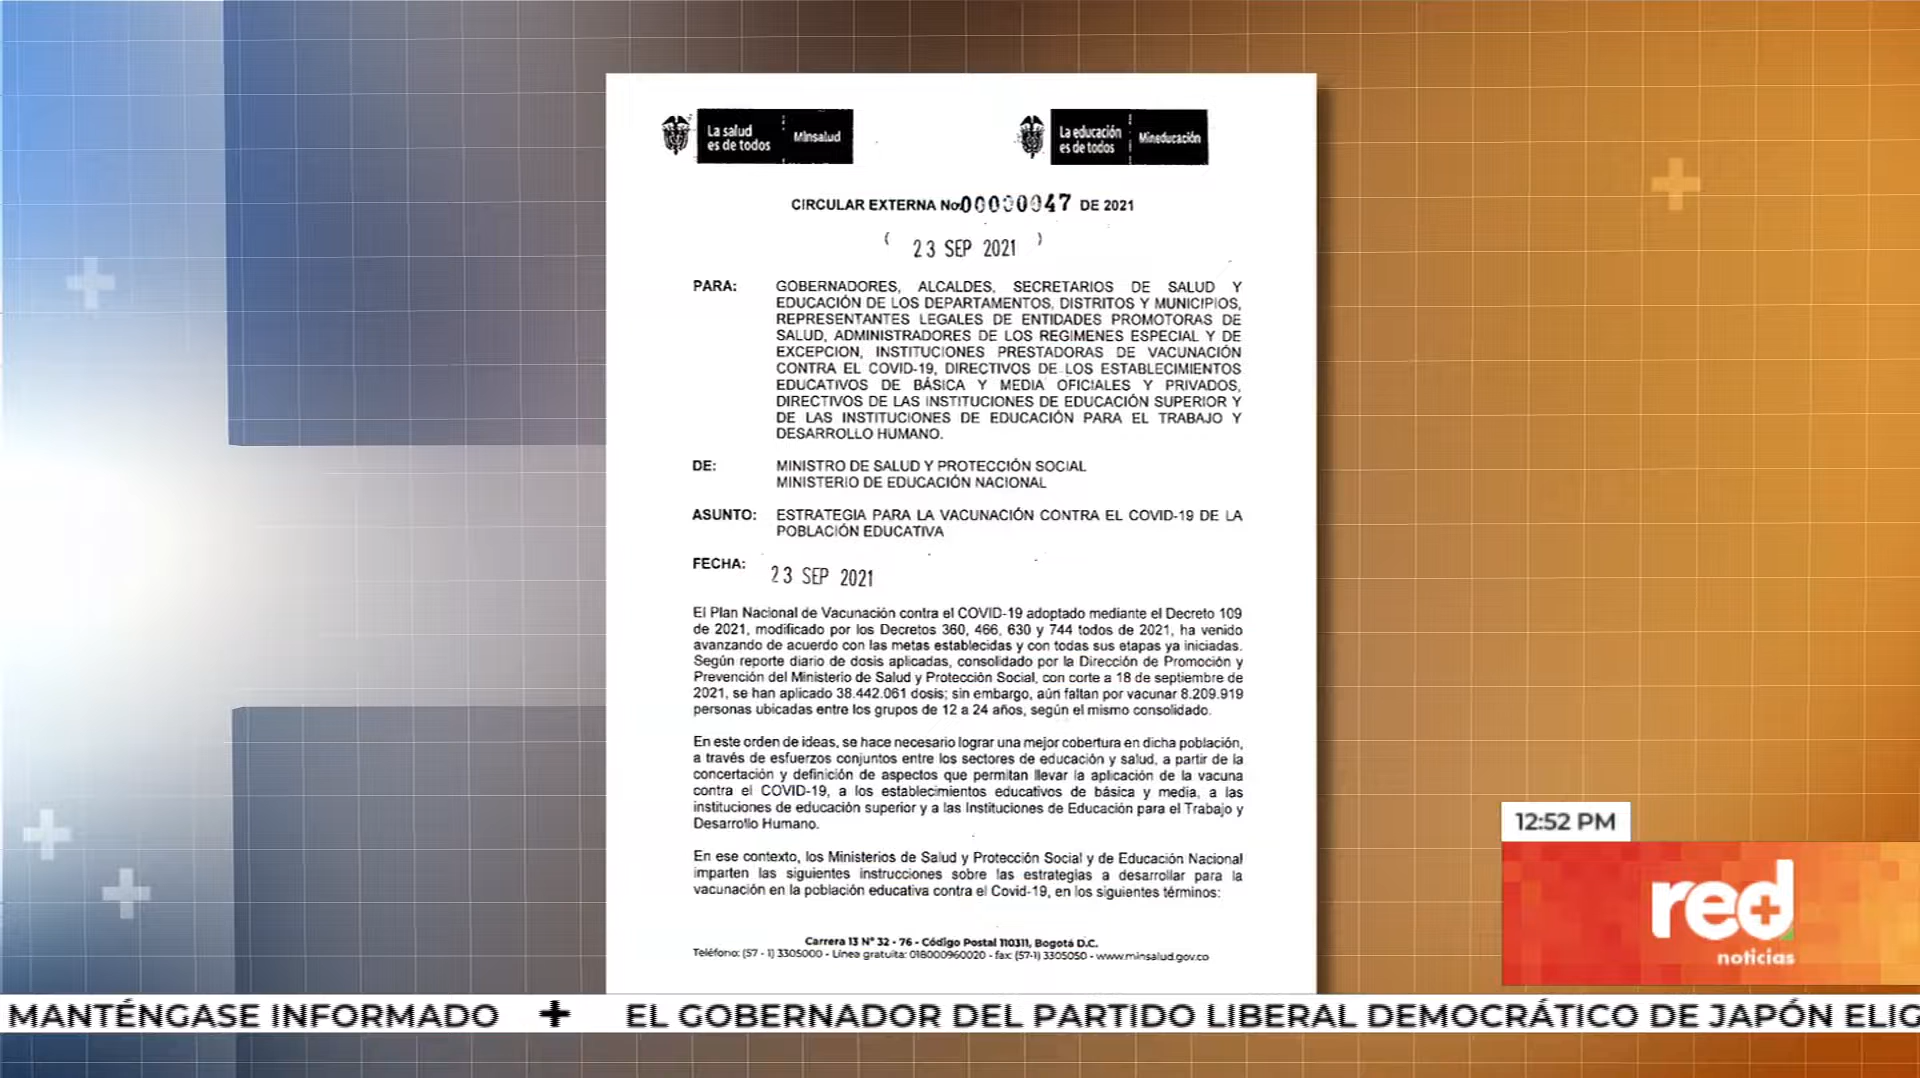 La salud
es de todos
Minsalud
La educación
es de todos
Mineducación
CIRCULAR EXTERNA No.00000047 DE 2021
( 23 SEP 2021 )
PARA: GOBERNADORES, ALCALDES, SECRETARIOS DE SALUD Y
EDUCACIÓN DE LOS DEPARTAMENTOS, DISTRITOS Y MUNICIPIOS,
REPRESENTANTES LEGALES DE ENTIDADES PROMOTORAS DE
SALUD, ADMINISTRADORES DE LOS REGIMENES ESPECIAL Y DE
EXCEPCION, INSTITUCIONES PRESTADORAS DE VACUNACIÓN
CONTRA EL COVID-19, DIRECTIVOS DE LOS ESTABLECIMIENTOS
EDUCATIVOS DE BÁSICA Y MEDIA OFICIALES Y PRIVADOS,
DIRECTIVOS DE LAS INSTITUCIONES DE EDUCACIÓN SUPERIOR Y
DE LAS INSTITUCIONES DE EDUCACIÓN PARA EL TRABAJO Y
DESARROLLO HUMANO.
DE: MINISTRO DE SALUD Y PROTECCIÓN SOCIAL
MINISTERIO DE EDUCACIÓN NACIONAL
ASUNTO: ESTRATEGIA PARA LA VACUNACIÓN CONTRA EL COVID-19 DE LA
POBLACIÓN EDUCATIVA
FECHA: 23 SEP 2021
El Plan Nacional de Vacunación contra el COVID-19 adoptado mediante el Decreto 109
de 2021, modificado por los Decretos 360, 466, 630 y 744 todos de 2021, ha venido
avanzando de acuerdo con las metas establecidas y con todas sus etapas ya iniciadas.
Según reporte diario de dosis aplicadas, consolidado por la Dirección de Promoción y
Prevención del Ministerio de Salud y Protección Social, con corte a 18 de septiembre de
2021, se han aplicado 38.442.061 dosis; sin embargo, aún faltan por vacunar 8.209.919
personas ubicadas entre los grupos de 12 a 24 años, según el mismo consolidado.
En este orden de ideas, se hace necesario lograr una mejor cobertura en dicha población,
a través de esfuerzos conjuntos entre los sectores de educación y salud, a partir de la
concertación y definición de aspectos que permitan llevar la aplicación de la vacuna
contra el COVID-19, a los establecimientos educativos de básica y media, a las
instituciones de educación superior y a las Instituciones de Educación para el Trabajo y
Desarrollo Humano.
En ese contexto, los Ministerios de Salud y Protección Social y de Educación Nacional
imparten las siguientes instrucciones sobre las estrategias a desarrollar para la
vacunación en la población educativa contra el Covid-19, en los siguientes términos:
Carrera 13 N° 32 - 76 - Código Postal 110311, Bogotá D.C.
Teléfono: (57 - 1) 3305000 - Línea gratuita: 018000960020 - fax: (57-1) 3305050 - www.minsalud.gov.co
12:52 PM
red+
noticias
MANTÉNGASE INFORMADO + EL GOBERNADOR DEL PARTIDO LIBERAL DEMOCRÁTICO DE JAPÓN ELIG